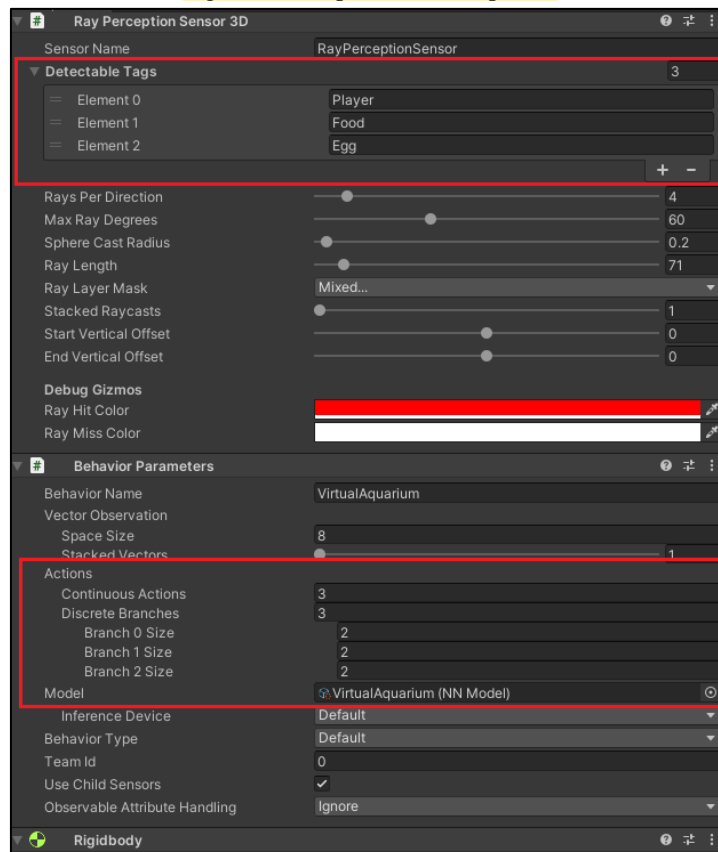 Ray Perception Sensor 3D
Sensor Name RayPerceptionSensor
Detectable Tags 3
Element 0 Player
Element 1 Food
Element 2 Egg
+ -
Rays Per Direction 4
Max Ray Degrees 60
Sphere Cast Radius 0.2
Ray Length 71
Ray Layer Mask Mixed...
Stacked Raycasts 1
Start Vertical Offset 0
End Vertical Offset 0
Debug Gizmos
Ray Hit Color
Ray Miss Color
Behavior Parameters
Behavior Name VirtualAquarium
Vector Observation
Space Size 8
Stacked Vectors 1
Actions
Continuous Actions 3
Discrete Branches 3
Branch 0 Size 2
Branch 1 Size 2
Branch 2 Size 2
Model VirtualAquarium (NN Model)
Inference Device Default
Behavior Type Default
Team Id 0
Use Child Sensors
Observable Attribute Handling Ignore
Rigidbody